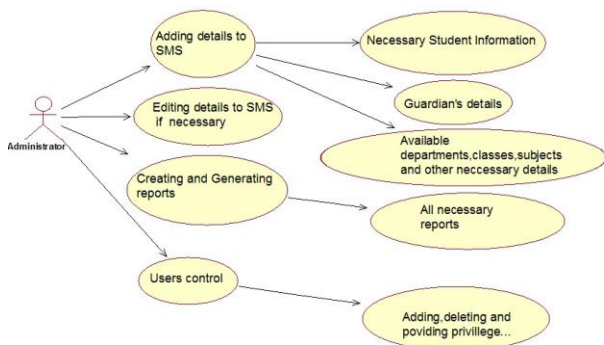 Adding details to
SMS
Necessary Student Information
Guardian's details
Editing details to SMS
if necessary
Administrator
Available
departments,classes,subjects
and other neccessary details
Creating and Generating
reports
All necessary
reports
Users control
Adding,deleting and
poviding privillege...